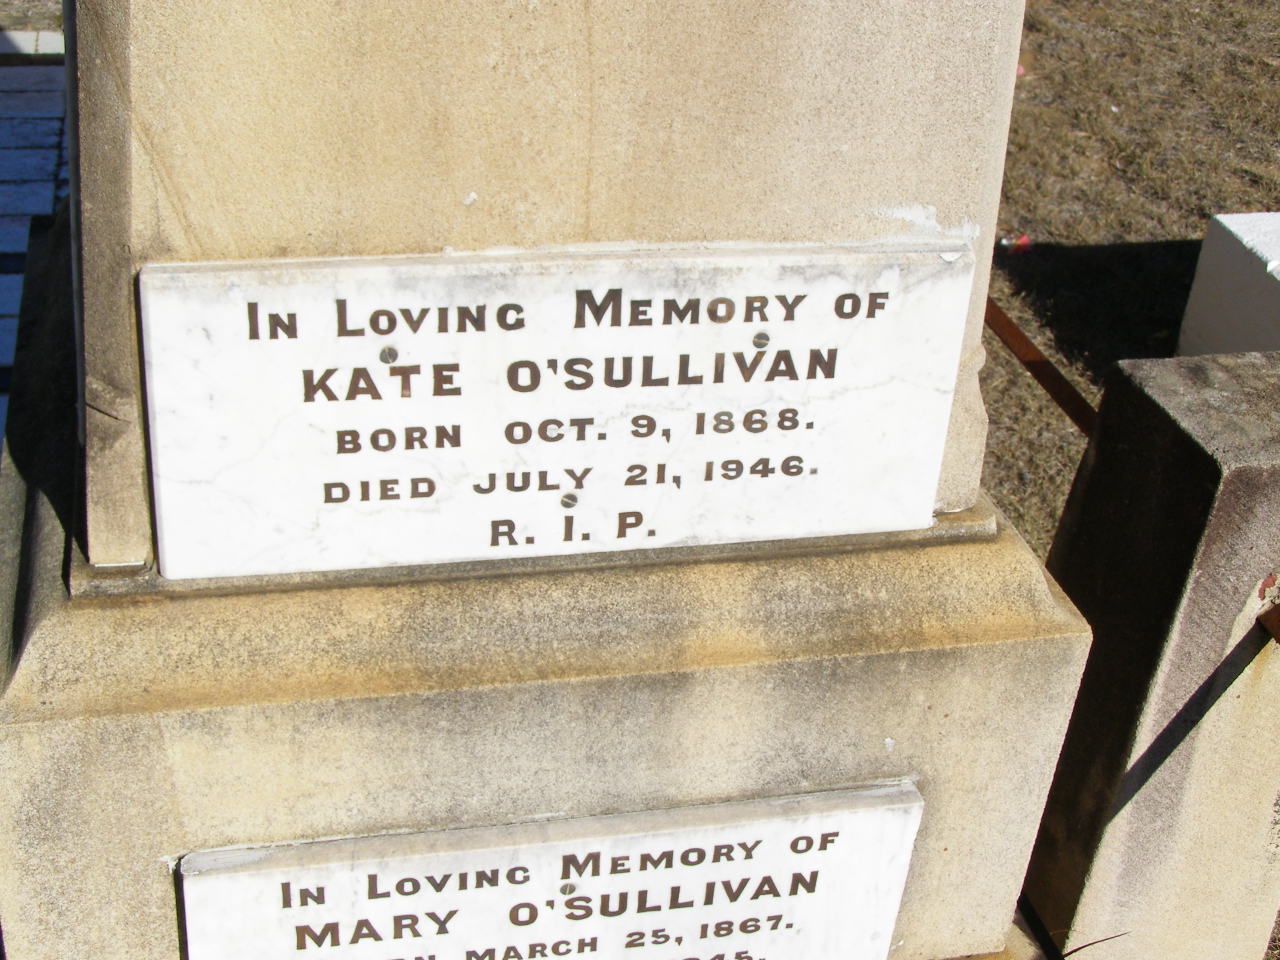 In Loving Memory of
KATE O'SULLIVAN
BORN OCT. 9, 1868.
DIED JULY 21, 1946.
R. I. P.
In Loving Memory of
MARY O'SULLIVAN
MARCH 25, 1867.